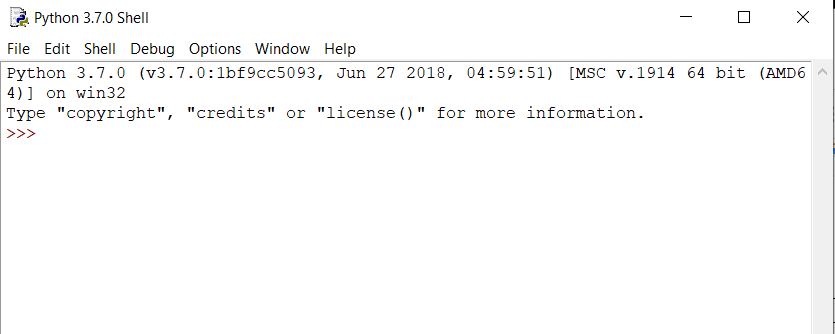 Python 3.7.0 Shell
File Edit Shell Debug Options Window Help
Python 3.7.0 (v3.7.0:1bf9cc5093, Jun 27 2018, 04:59:51) [MSC v.1914 64 bit (AMD6
4)] on win32
Type "copyright", "credits" or "license()" for more information.
>>>